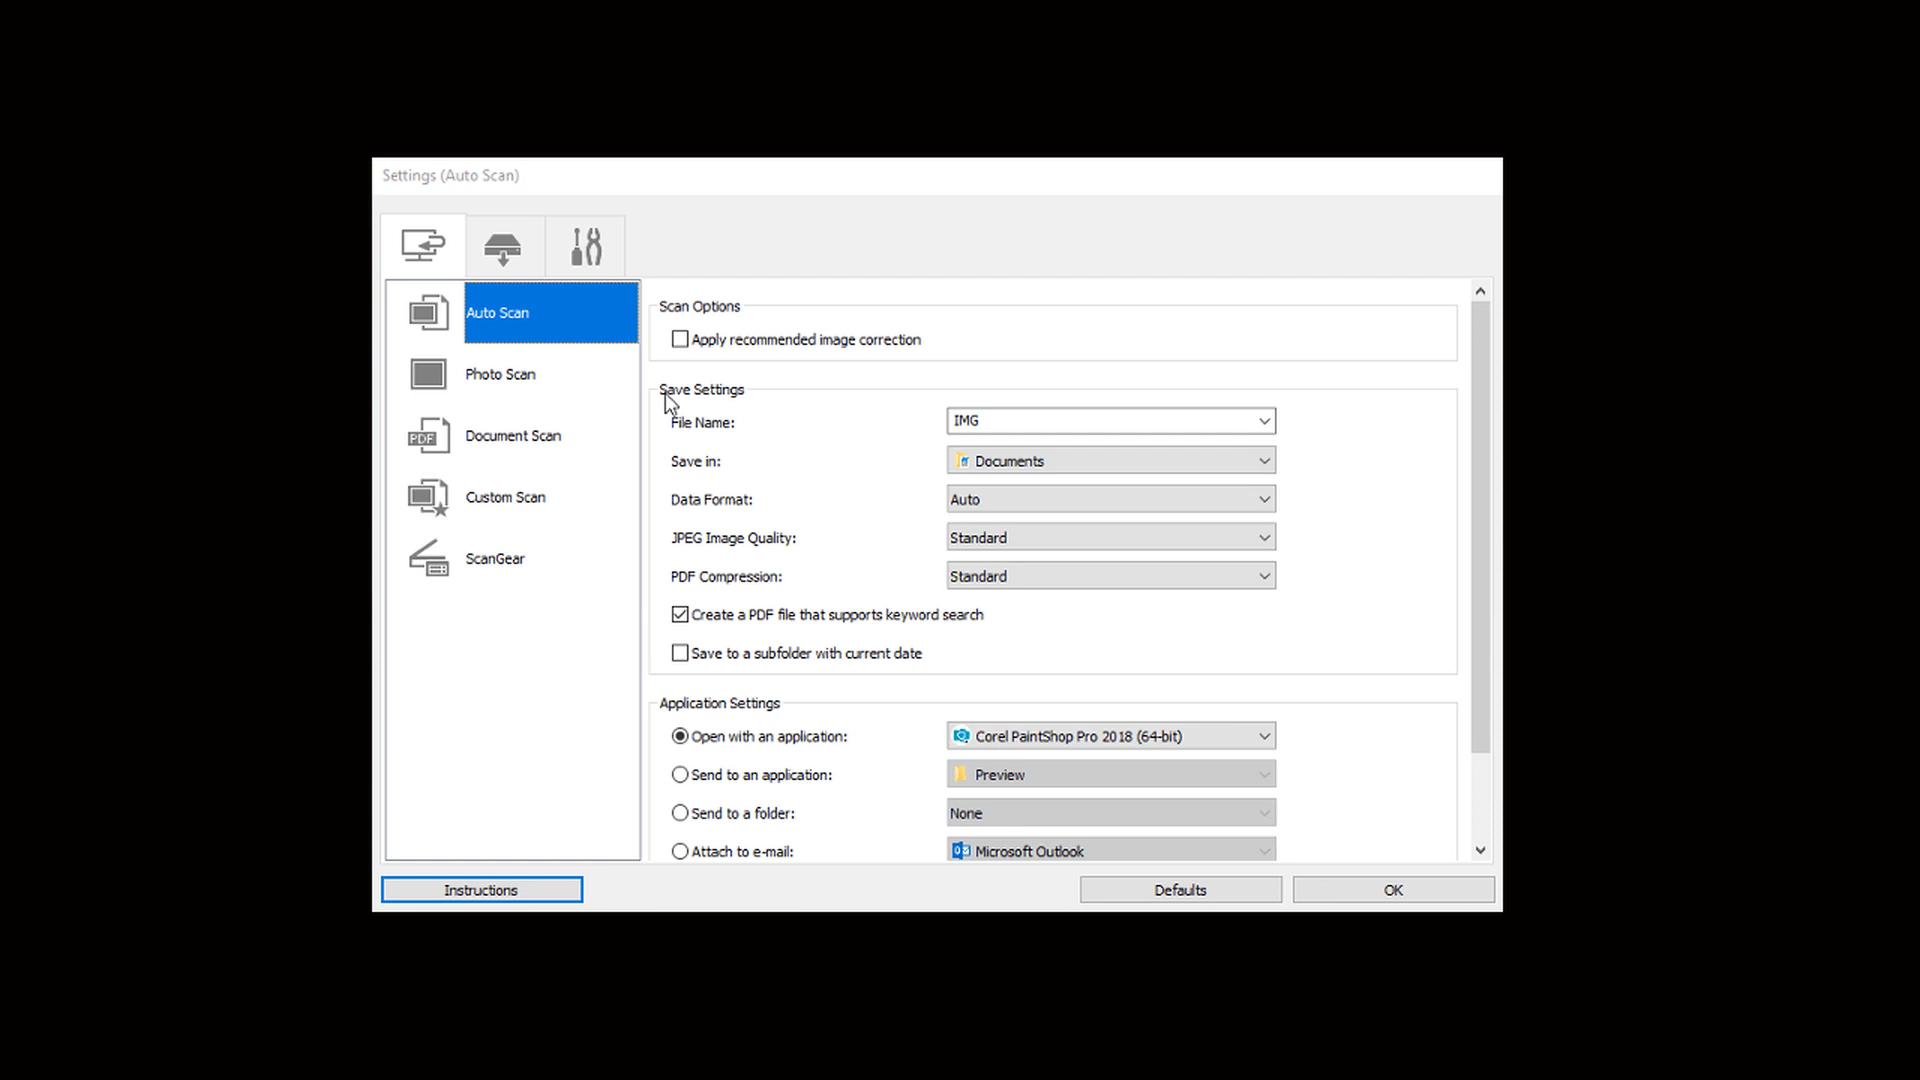 Settings (Auto Scan)
Auto Scan
Photo Scan
PDF Document Scan
Custom Scan
ScanGear
Scan Options
Apply recommended image correction
Save Settings
File Name: IMG
Save in: Documents
Data Format: Auto
JPEG Image Quality: Standard
PDF Compression: Standard
Create a PDF file that supports keyword search
Save to a subfolder with current date
Application Settings
Open with an application: Corel PaintShop Pro 2018 (64-bit)
Send to an application: Preview
Send to a folder: None
Attach to e-mail: Microsoft Outlook
Instructions Defaults OK